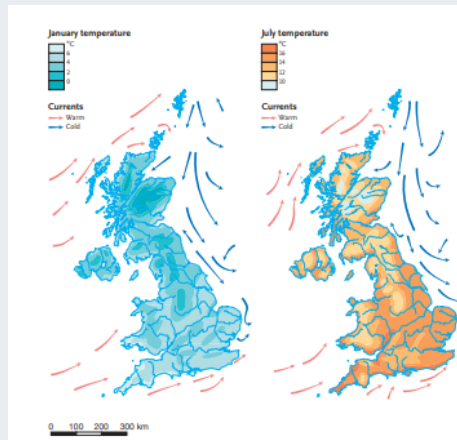 January temperature
°C
6
4
2
0
Currents
Warm
Cold
July temperature
°C
16
14
12
10
Currents
Warm
Cold
0 100 200 300 km